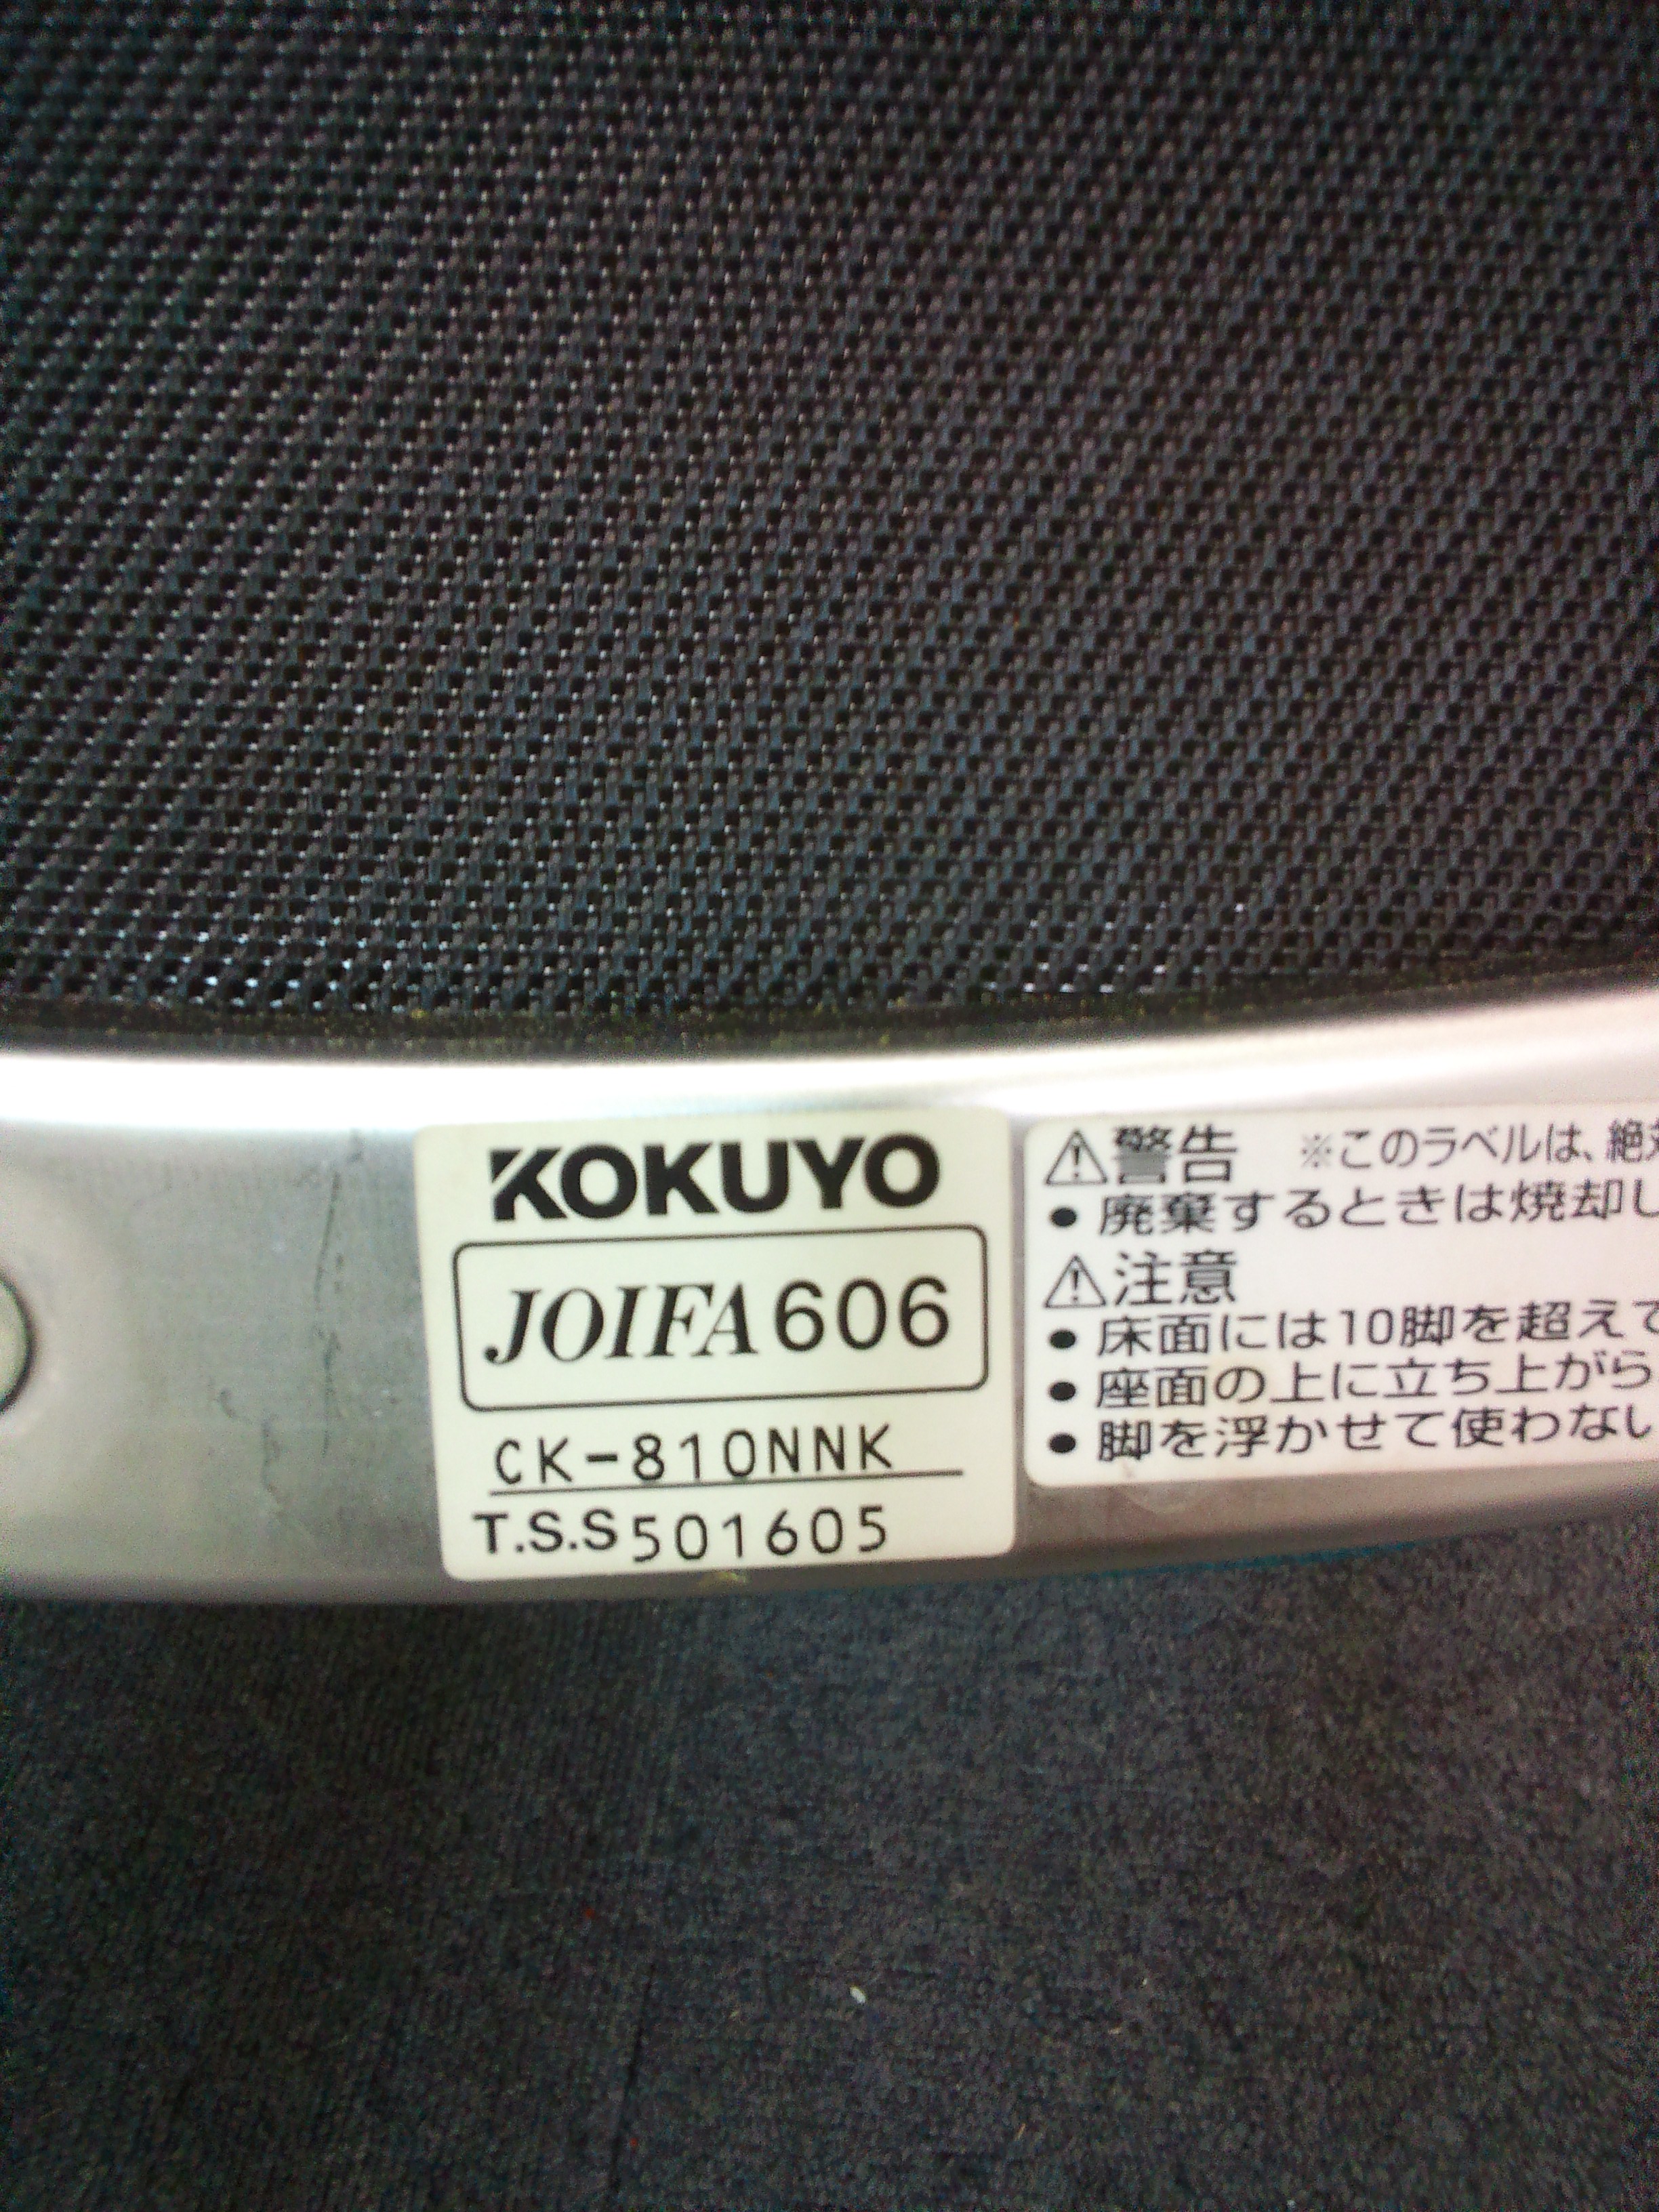 KOKUYO
JOIFA606
CK-810NNK
T.S.S501605
⚠警告 ※このラベルは、絶対
●廃棄するときは焼却し
⚠注意
●床面には10脚を超えて
●座面の上に立ち上がら
●脚を浮かせて使わない